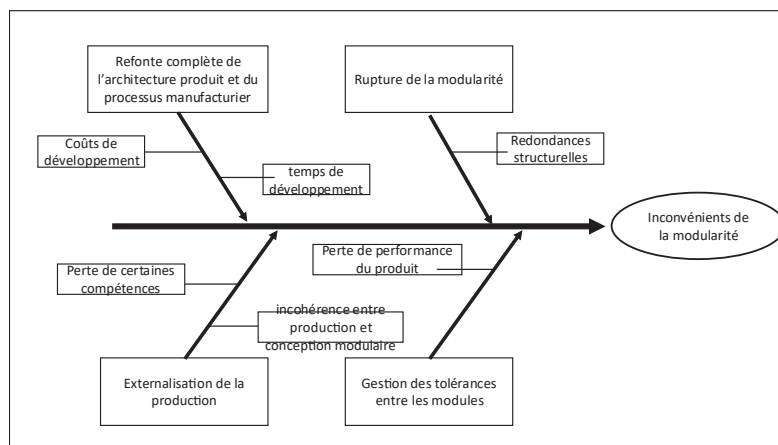 Refonte complète de
l'architecture produit et du
processus manufacturier
Rupture de la modularité
Coûts de
développement
temps de
développement
Redondances
structurelles
Inconvénients de
la modularité
Perte de certaines
compétences
Perte de performance
du produit
incohérence entre
production et
conception modulaire
Externalisation de la
production
Gestion des tolérances
entre les modules